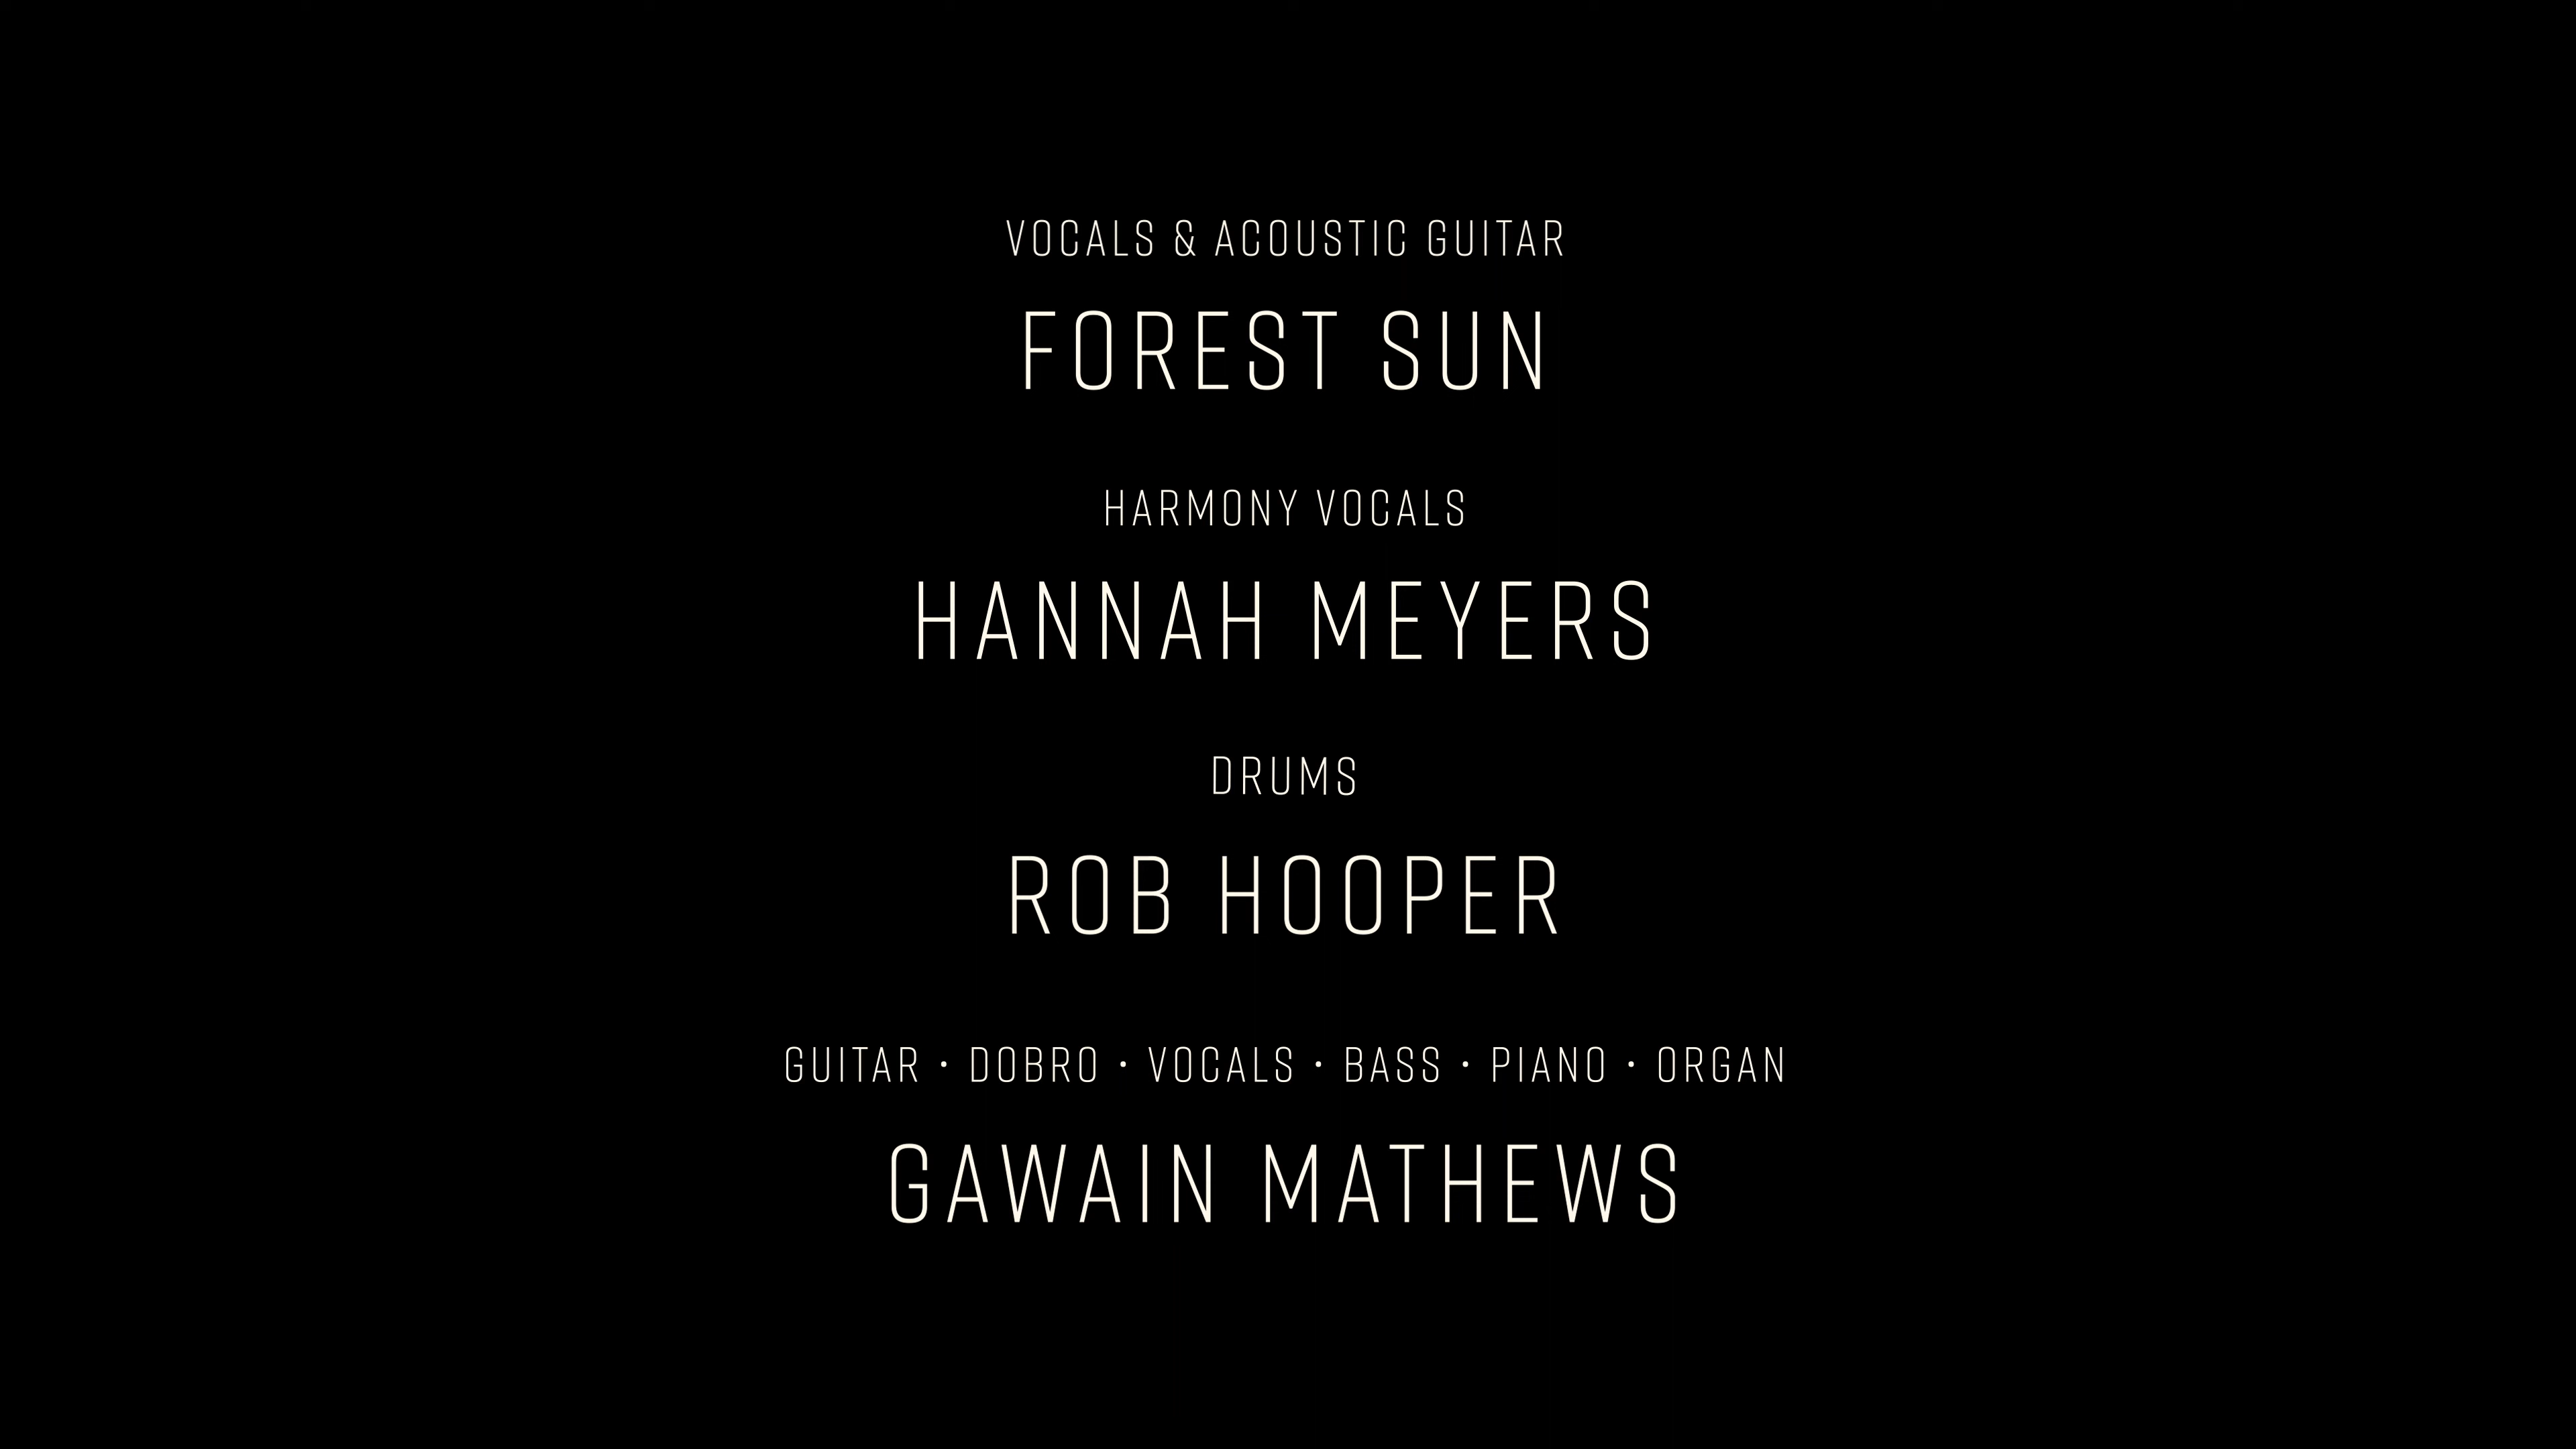 VOCALS & ACOUSTIC GUITAR
FOREST SUN
HARMONY VOCALS
HANNAH MEYERS
DRUMS
ROB HOOPER
GUITAR · DOBRO · VOCALS · BASS · PIANO · ORGAN
GAWAIN MATHEWS